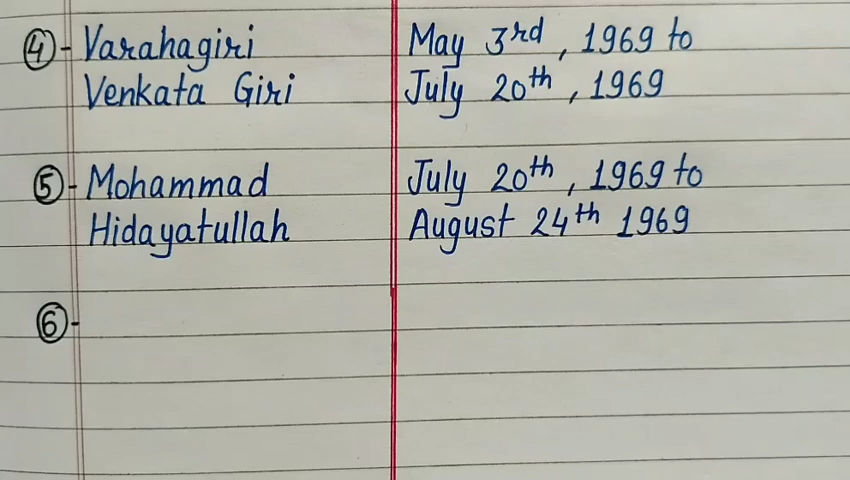 ④- Varahagiri May 3rd, 1969 to
Venkata Giri July 20th, 1969
⑤- Mohammad July 20th, 1969 to
Hidayatullah August 24th 1969
⑥-